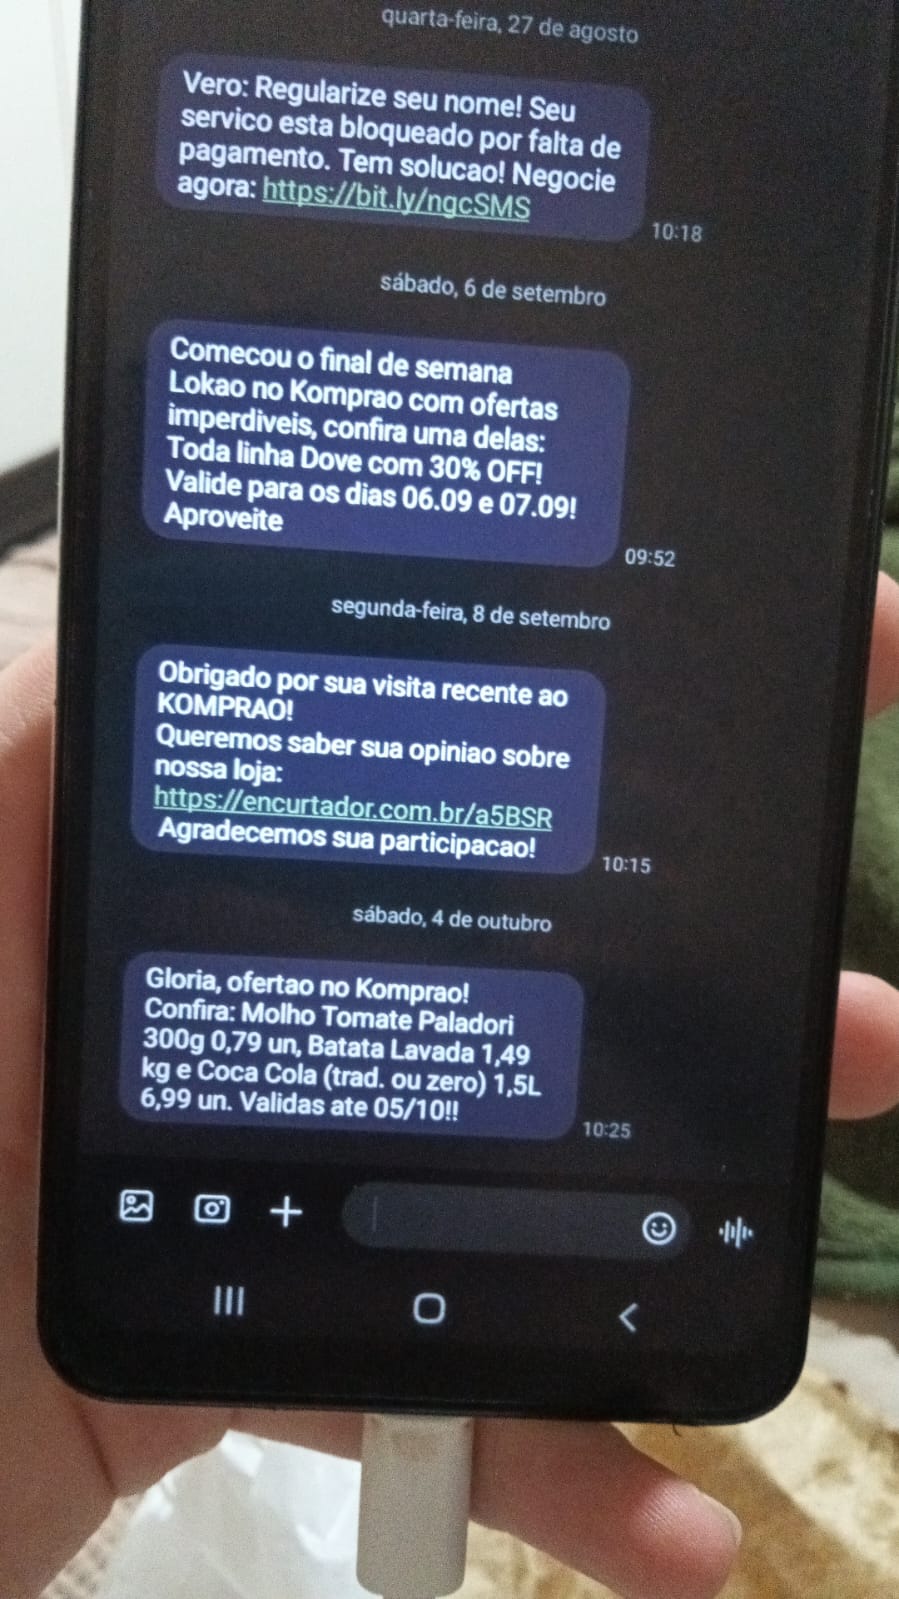 quarta-feira, 27 de agosto
Vero: Regularize seu nome! Seu
servico esta bloqueado por falta de
pagamento. Tem solucao! Negocie
agora: https://bit.ly/ngcSMS
10:18
sábado, 6 de setembro
Comecou o final de semana
Lokao no Komprao com ofertas
imperdiveis, confira uma delas:
Toda linha Dove com 30% OFF!
Valide para os dias 06.09 e 07.09!
Aproveite
09:52
segunda-feira, 8 de setembro
Obrigado por sua visita recente ao
KOMPRAO!
Queremos saber sua opiniao sobre
nossa loja:
https://encurtador.com.br/a5BSR
Agradecemos sua participacao!
10:15
sábado, 4 de outubro
Gloria, ofertao no Komprao!
Confira: Molho Tomate Paladori
300g 0,79 un, Batata Lavada 1,49
kg e Coca Cola (trad. ou zero) 1,5L
6,99 un. Validas ate 05/10!!
10:25